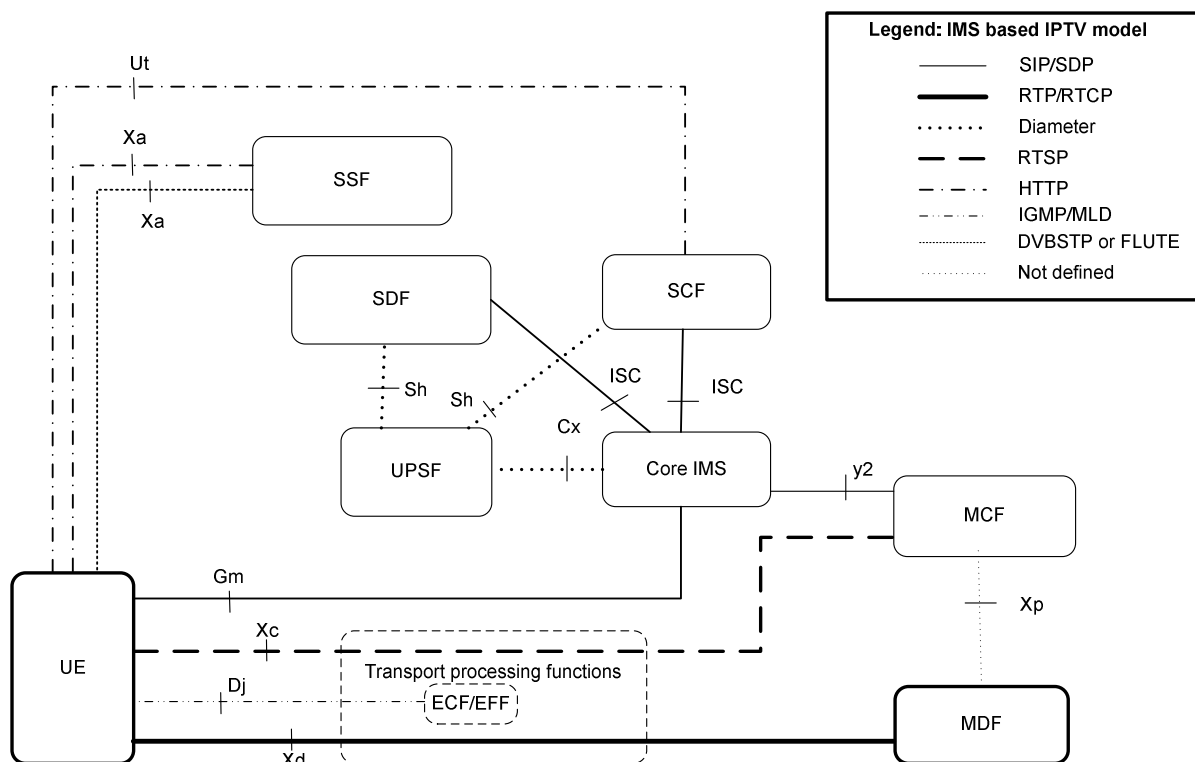 Legend: IMS based IPTV model
SIP/SDP
RTP/RTCP
Diameter
RTSP
HTTP
IGMP/MLD
DVBSTP or FLUTE
Not defined
Ut
Xa
SSF
Xa
SDF
SCF
Sh
Sh
ISC
ISC
Cx
UPSF
Core IMS
y2
MCF
Gm
Xp
Xc
UE
Transport processing functions
Dj
ECF/EFF
MDF
Xd